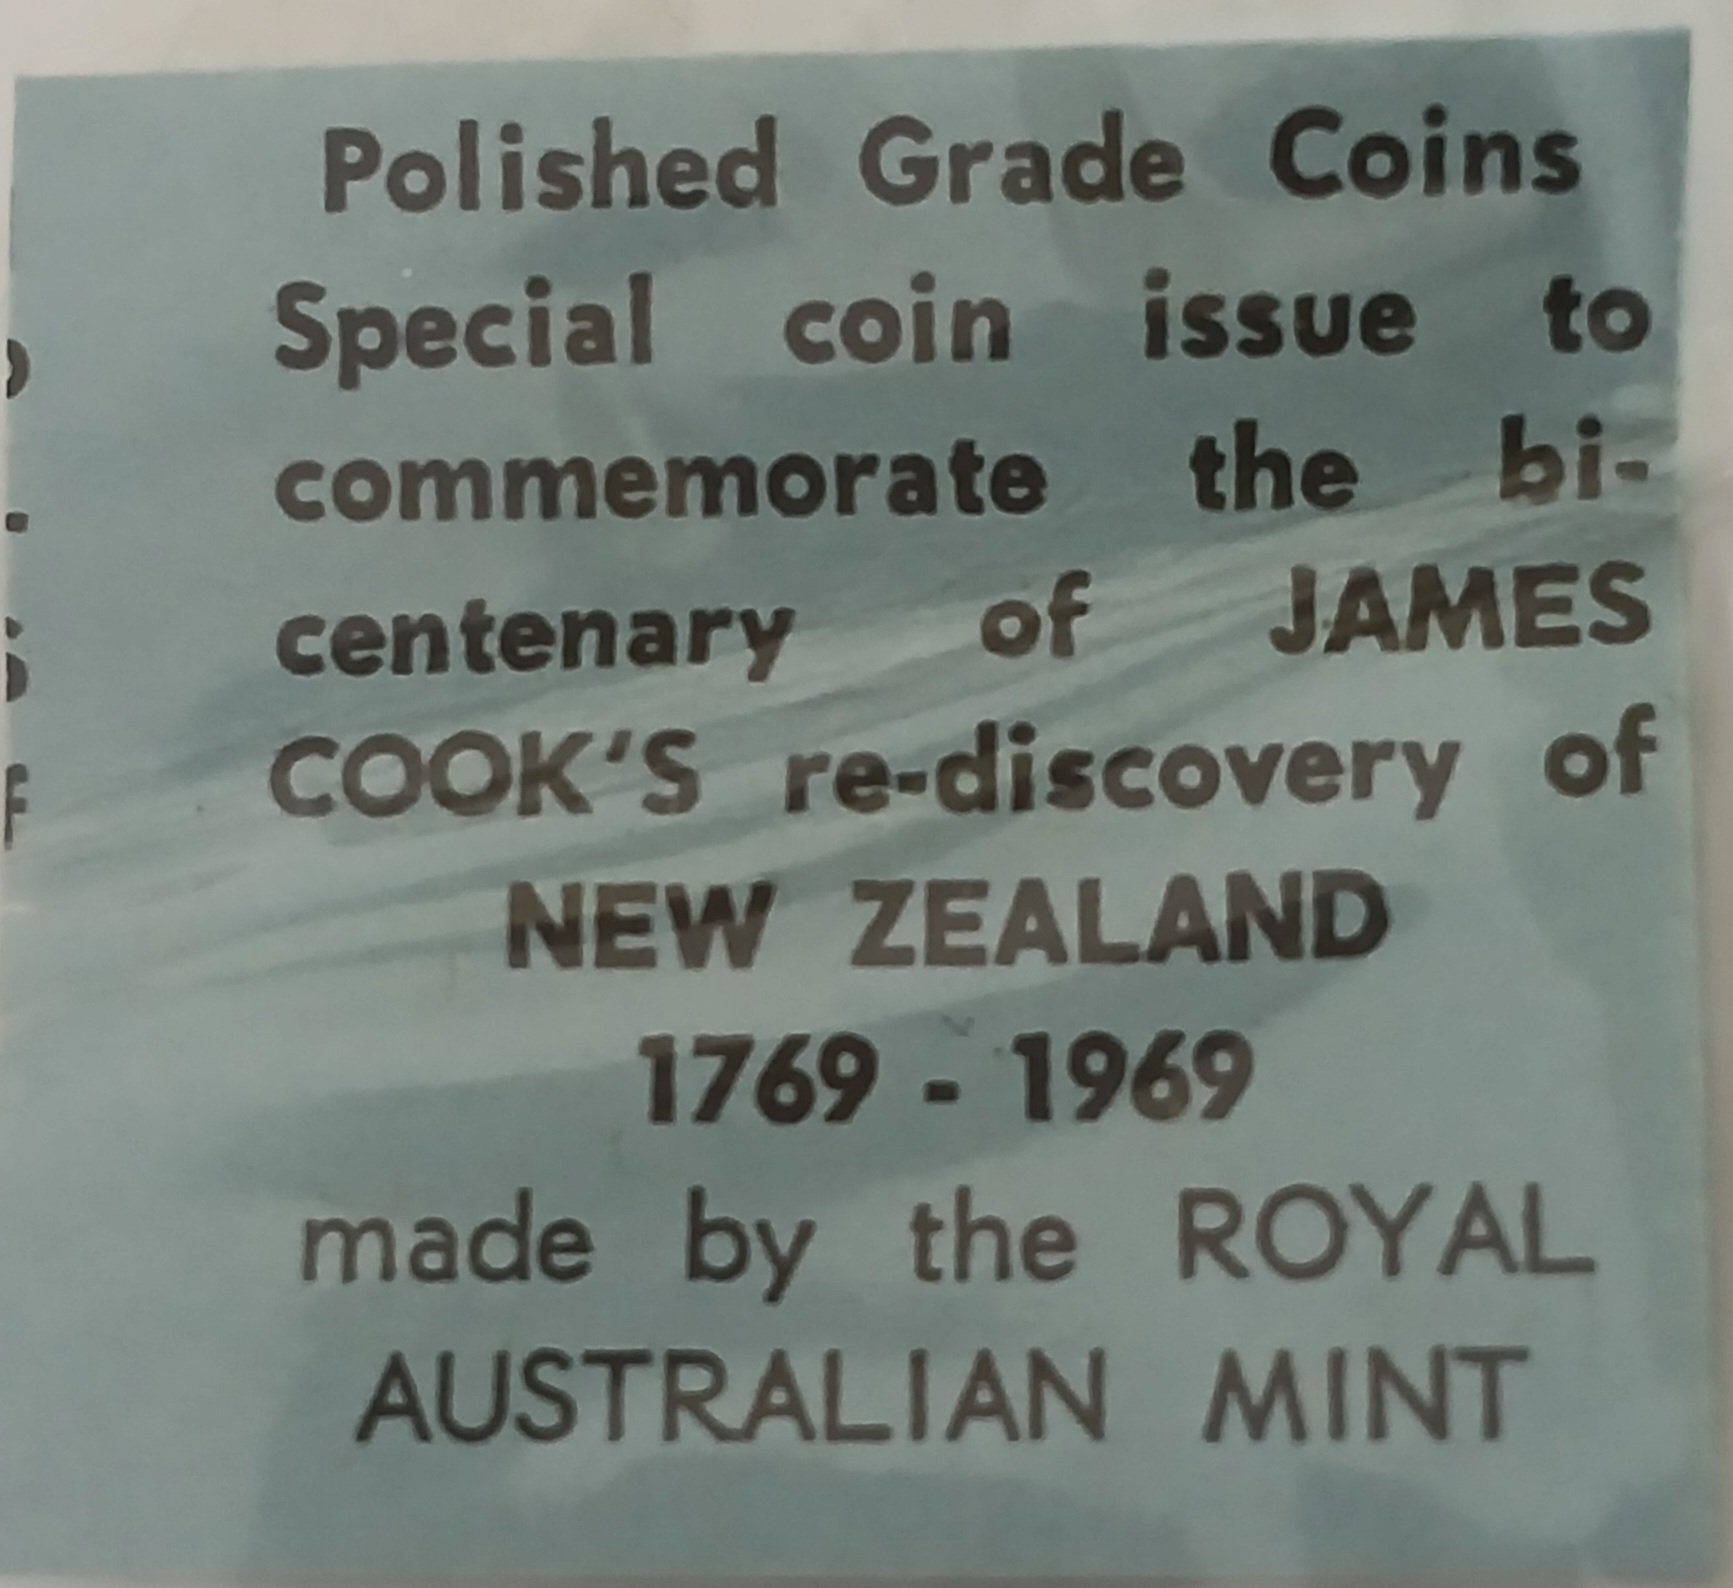 Polished Grade Coins
Special coin issue to
commemorate the bi-
centenary of JAMES
COOK'S re-discovery of
NEW ZEALAND
1769 - 1969
made by the ROYAL
AUSTRALIAN MINT